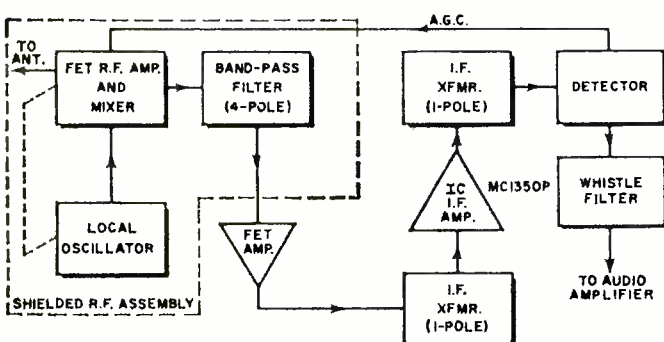 A.G.C.
TO
ANT.
FET R.F. AMP.
AND
MIXER
BAND-PASS
FILTER
(4-POLE)
I.F.
XFMR.
(1-POLE)
DETECTOR
LOCAL
OSCILLATOR
FET
AMP.
IC
I.F.
AMP.
MC1350P
WHISTLE
FILTER
SHIELDED R.F. ASSEMBLY
I.F.
XFMR.
(1-POLE)
TO AUDIO
AMPLIFIER